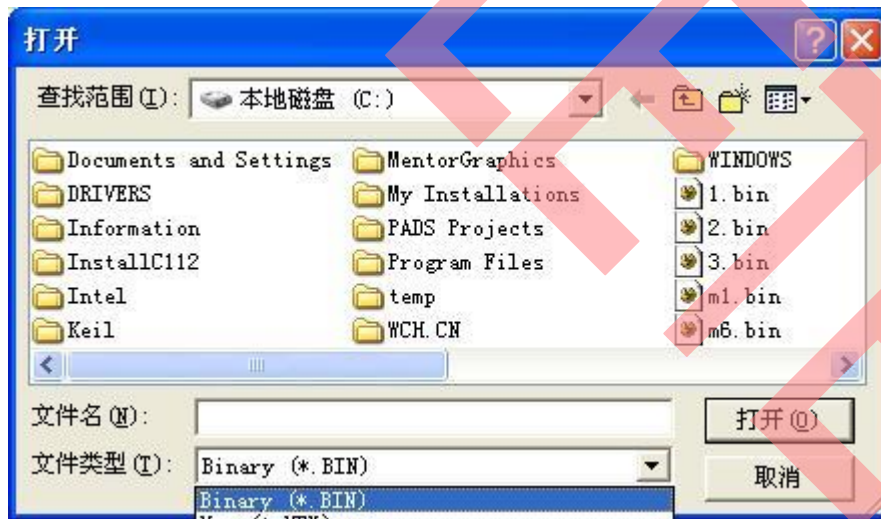 打开
查找范围(I): 本地磁盘 (C:)
Documents and Settings MentorGraphics WINDOWS
DRIVERS My Installations 1.bin
Information PADS Projects 2.bin
InstallC112 Program Files 3.bin
Intel temp m1.bin
Keil WCH.CN m6.bin
文件名(N): 打开(O)
文件类型(T): Binary (*.BIN) 取消
Binary (*.BIN)